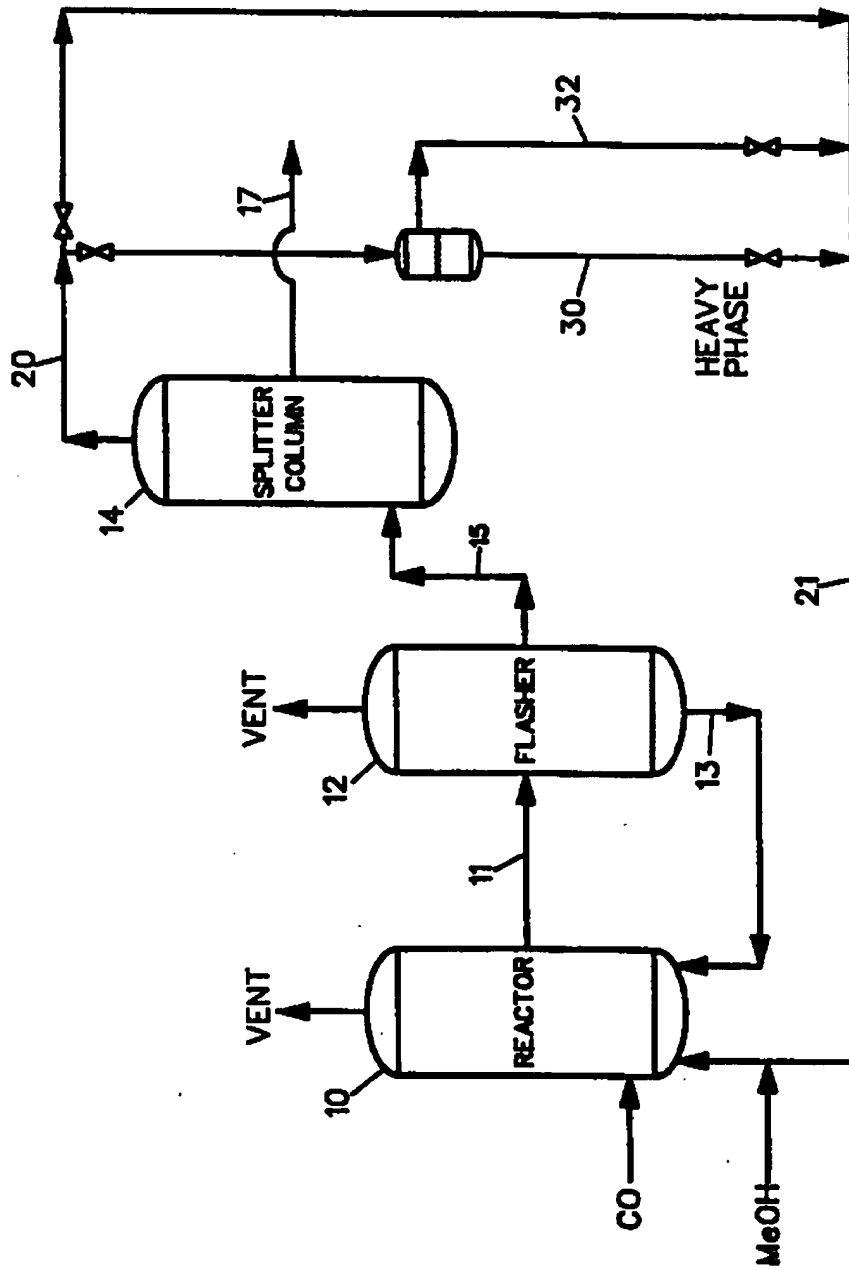 20
17
32
14
SPLITTER
COLUMN
30
HEAVY
PHASE
15
21
VENT
12
FLASHER
13
11
VENT
10
REACTOR
CO
MeOH